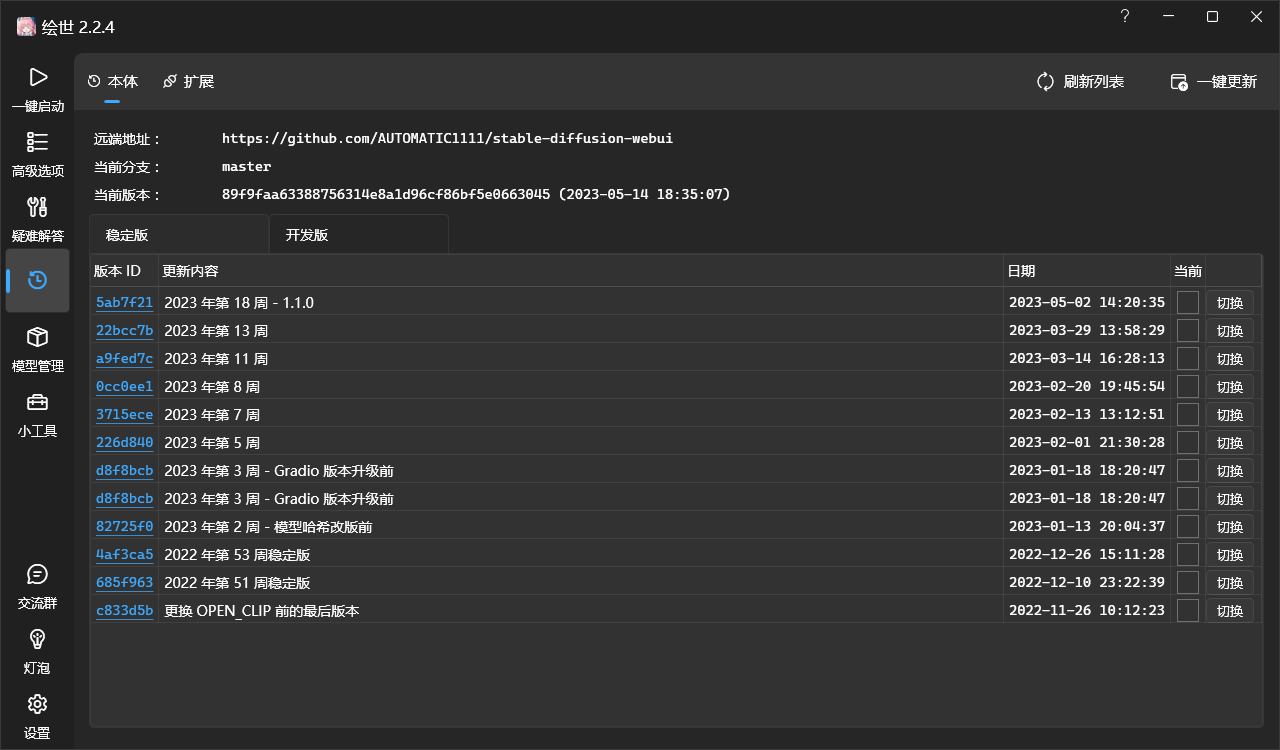 绘世 2.2.4
?
一键启动
高级选项
疑难解答
模型管理
小工具
交流群
灯泡
设置
本体 扩展 刷新列表 一键更新
远端地址： https://github.com/AUTOMATIC1111/stable-diffusion-webui
当前分支： master
当前版本： 89f9faa63388756314e8a1d96cf86bf5e0663045 (2023-05-14 18:35:07)
稳定版 开发版
版本 ID 更新内容 日期 当前
5ab7f21 2023 年第 18 周 - 1.1.0 2023-05-02 14:20:35 切换
22bcc7b 2023 年第 13 周 2023-03-29 13:58:29 切换
a9fed7c 2023 年第 11 周 2023-03-14 16:28:13 切换
0cc0ee1 2023 年第 8 周 2023-02-20 19:45:54 切换
3715ece 2023 年第 7 周 2023-02-13 13:12:51 切换
226d840 2023 年第 5 周 2023-02-01 21:30:28 切换
d8f8bcb 2023 年第 3 周 - Gradio 版本升级前 2023-01-18 18:20:47 切换
d8f8bcb 2023 年第 3 周 - Gradio 版本升级前 2023-01-18 18:20:47 切换
82725f0 2023 年第 2 周 - 模型哈希改版前 2023-01-13 20:04:37 切换
4af3ca5 2022 年第 53 周稳定版 2022-12-26 15:11:28 切换
685f963 2022 年第 51 周稳定版 2022-12-10 23:22:39 切换
c833d5b 更换 OPEN_CLIP 前的最后版本 2022-11-26 10:12:23 切换